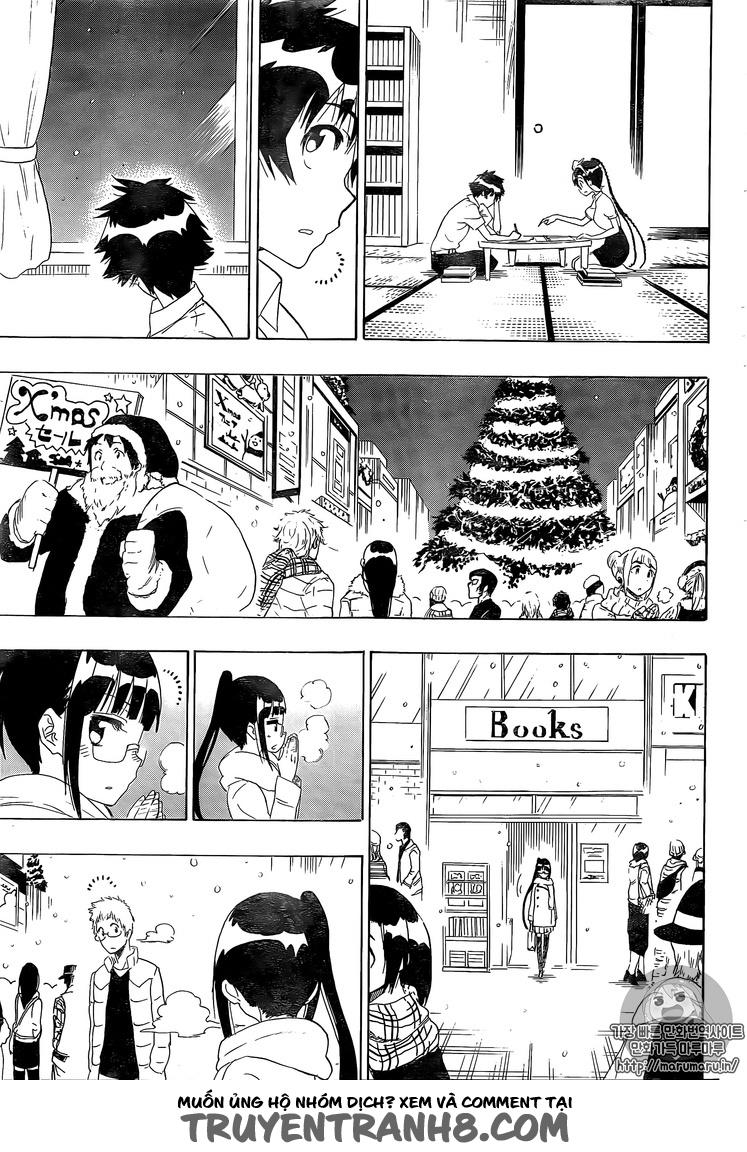 X'mas
セール
Xmas
Books
K
가장 빠른 만화번역사이트
만화가득 마루마루
http://marumaru.in/
MUỐN ỦNG HỘ NHÓM DỊCH? XEM VÀ COMMENT TẠI
TRUYENTRANH8.COM